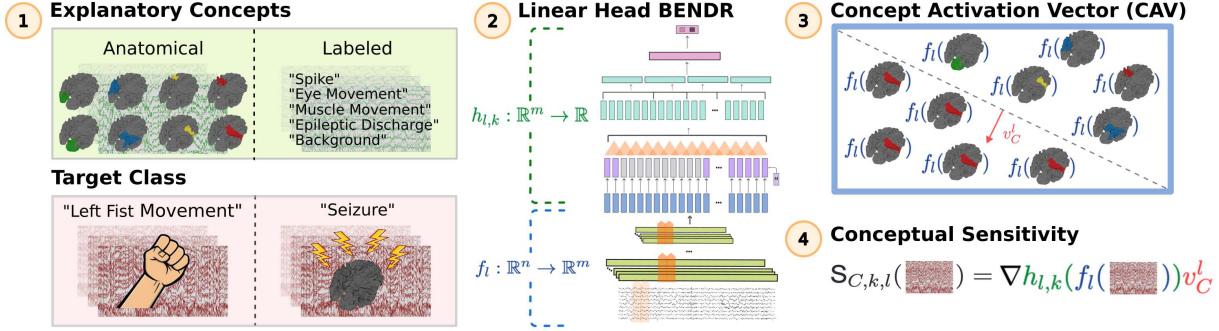 1 Explanatory Concepts
Anatomical
Labeled
"Spike"
"Eye Movement"
"Muscle Movement"
"Epileptic Discharge"
"Background"
Target Class
"Left Fist Movement"
"Seizure"
2 Linear Head BENDR
h_{l,k} : ℝ^m → ℝ
f_l : ℝ^n → ℝ^m
...
...
...
...
3 Concept Activation Vector (CAV)
f_l( )
f_l( )
f_l( )
f_l( )
f_l( )
f_l( )
f_l( )
f_l( )
f_l( )
f_l( )
v_C^l
4 Conceptual Sensitivity
S_{C,k,l}( ) = ∇h_{l,k}(f_l( ))v_C^l